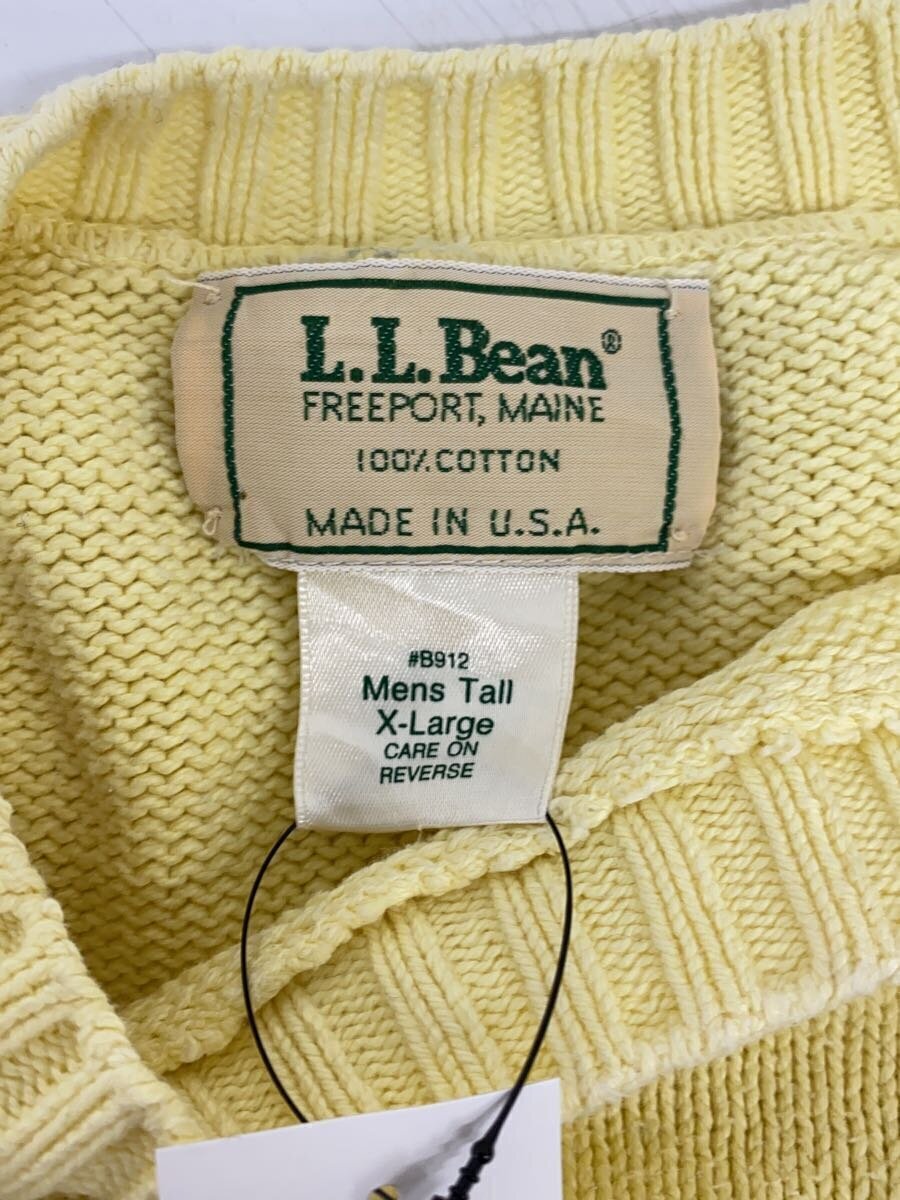 L.L.Bean®
FREEPORT, MAINE
100% COTTON
MADE IN U.S.A.
#B912
Mens Tall
X-Large
CARE ON
REVERSE